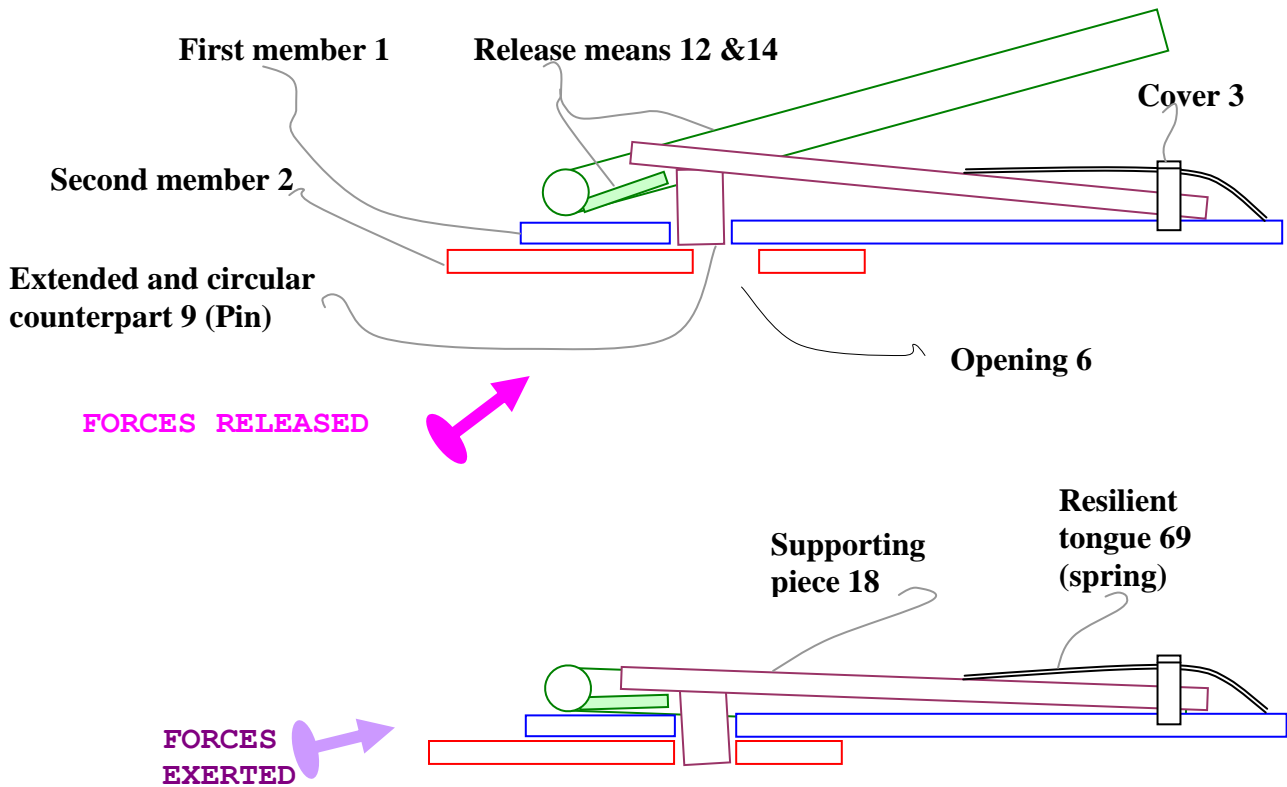 First member 1
Release means 12 &14
Cover 3
Second member 2
Extended and circular
counterpart 9 (Pin)
Opening 6
FORCES RELEASED
Resilient
tongue 69
(spring)
Supporting
piece 18
FORCES
EXERTED